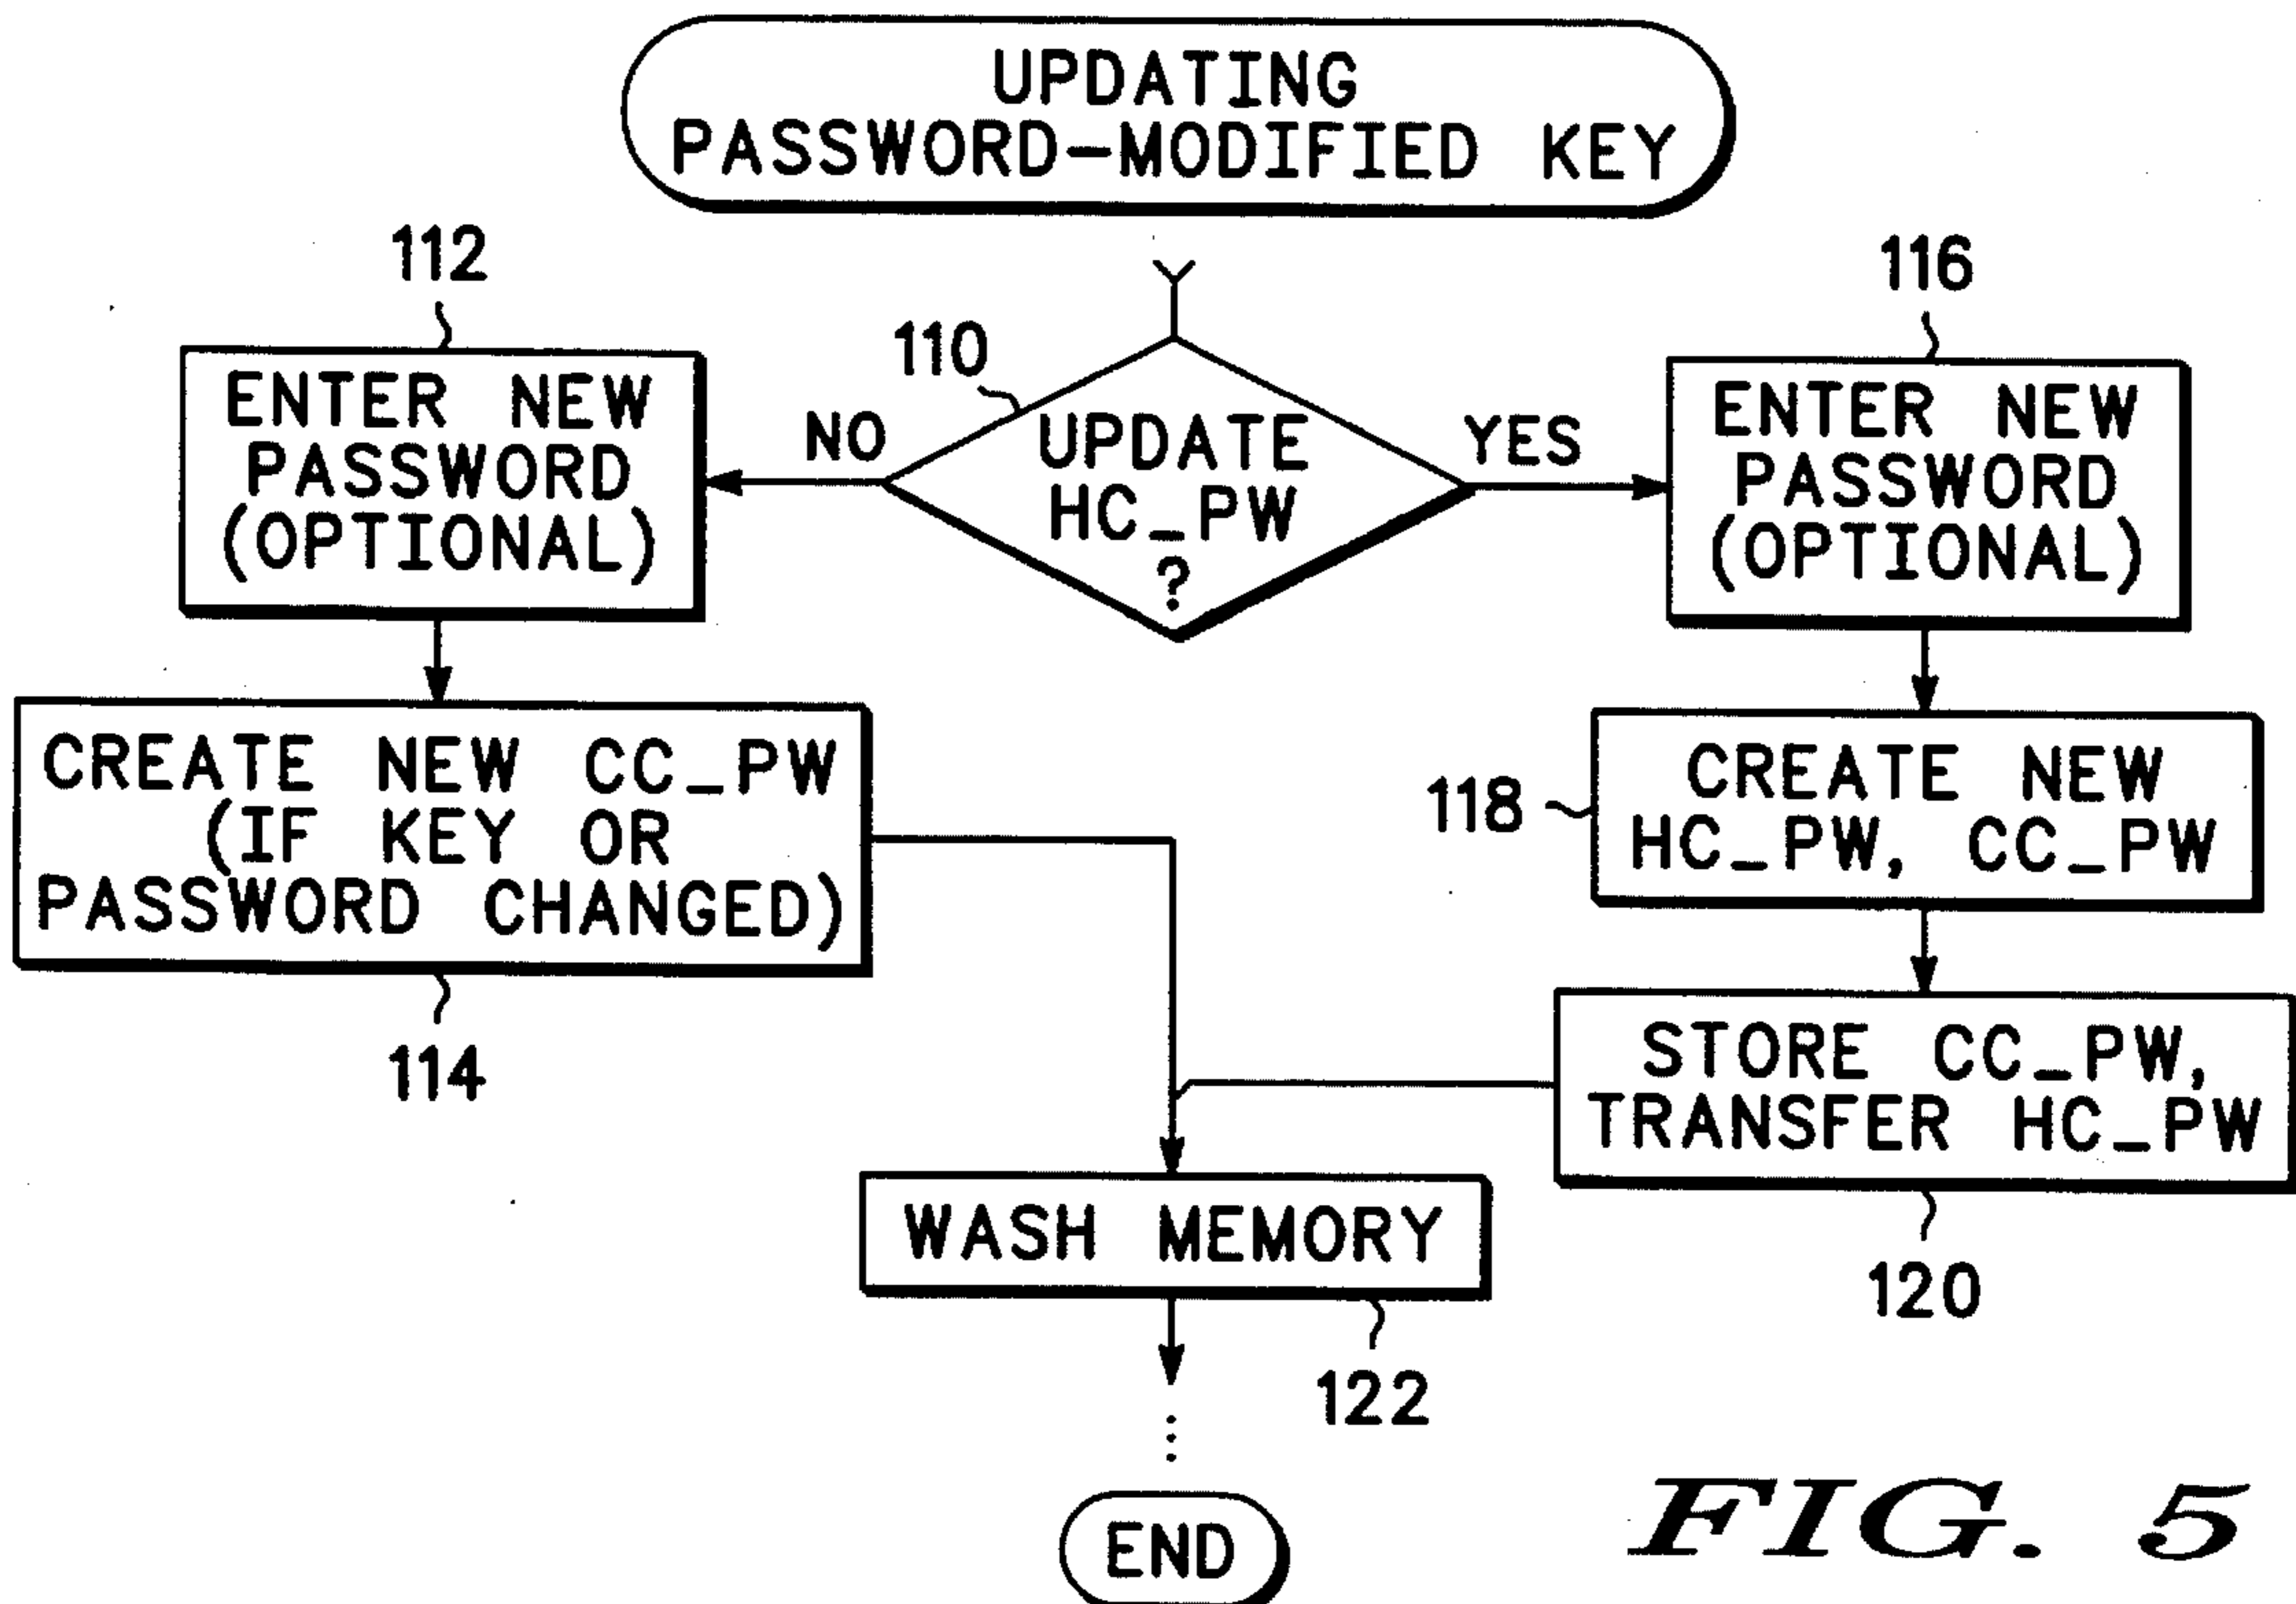 UPDATING
PASSWORD-MODIFIED KEY
112
116
110
ENTER NEW
PASSWORD
(OPTIONAL)
NO
UPDATE
HC_PW
?
YES
ENTER NEW
PASSWORD
(OPTIONAL)
CREATE NEW CC_PW
(IF KEY OR
PASSWORD CHANGED)
114
118
CREATE NEW
HC_PW, CC_PW
STORE CC_PW,
TRANSFER HC_PW
120
WASH MEMORY
122
END
FIG. 5